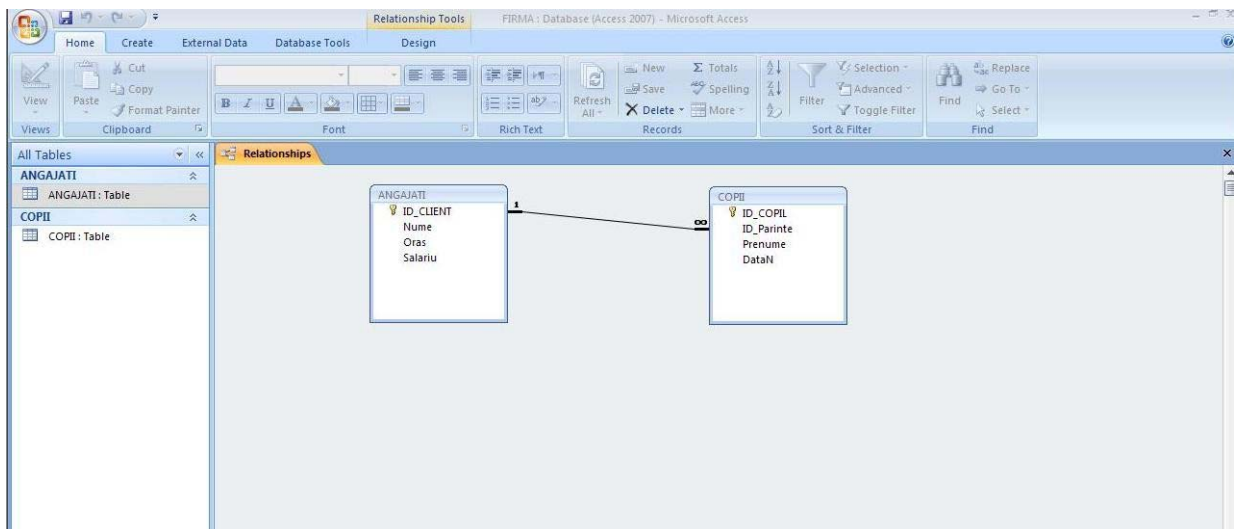 Relationship Tools FIRMA : Database (Access 2007) - Microsoft Access
Home Create External Data Database Tools Design
View
Views
Paste
Cut
Copy
Format Painter
Clipboard
B I U A
Font
Rich Text
Refresh
All
New
Save
Delete
Σ Totals
Spelling
More
Records
Filter
Selection
Advanced
Toggle Filter
Sort & Filter
Find
Replace
Go To
Select
Find
All Tables
ANGAJATI
ANGAJATI : Table
COPII
COPII : Table
Relationships
ANGAJATI
ID_CLIENT
Nume
Oras
Salariu
1
∞
COPII
ID_COPIL
ID_Parinte
Prenume
DataN